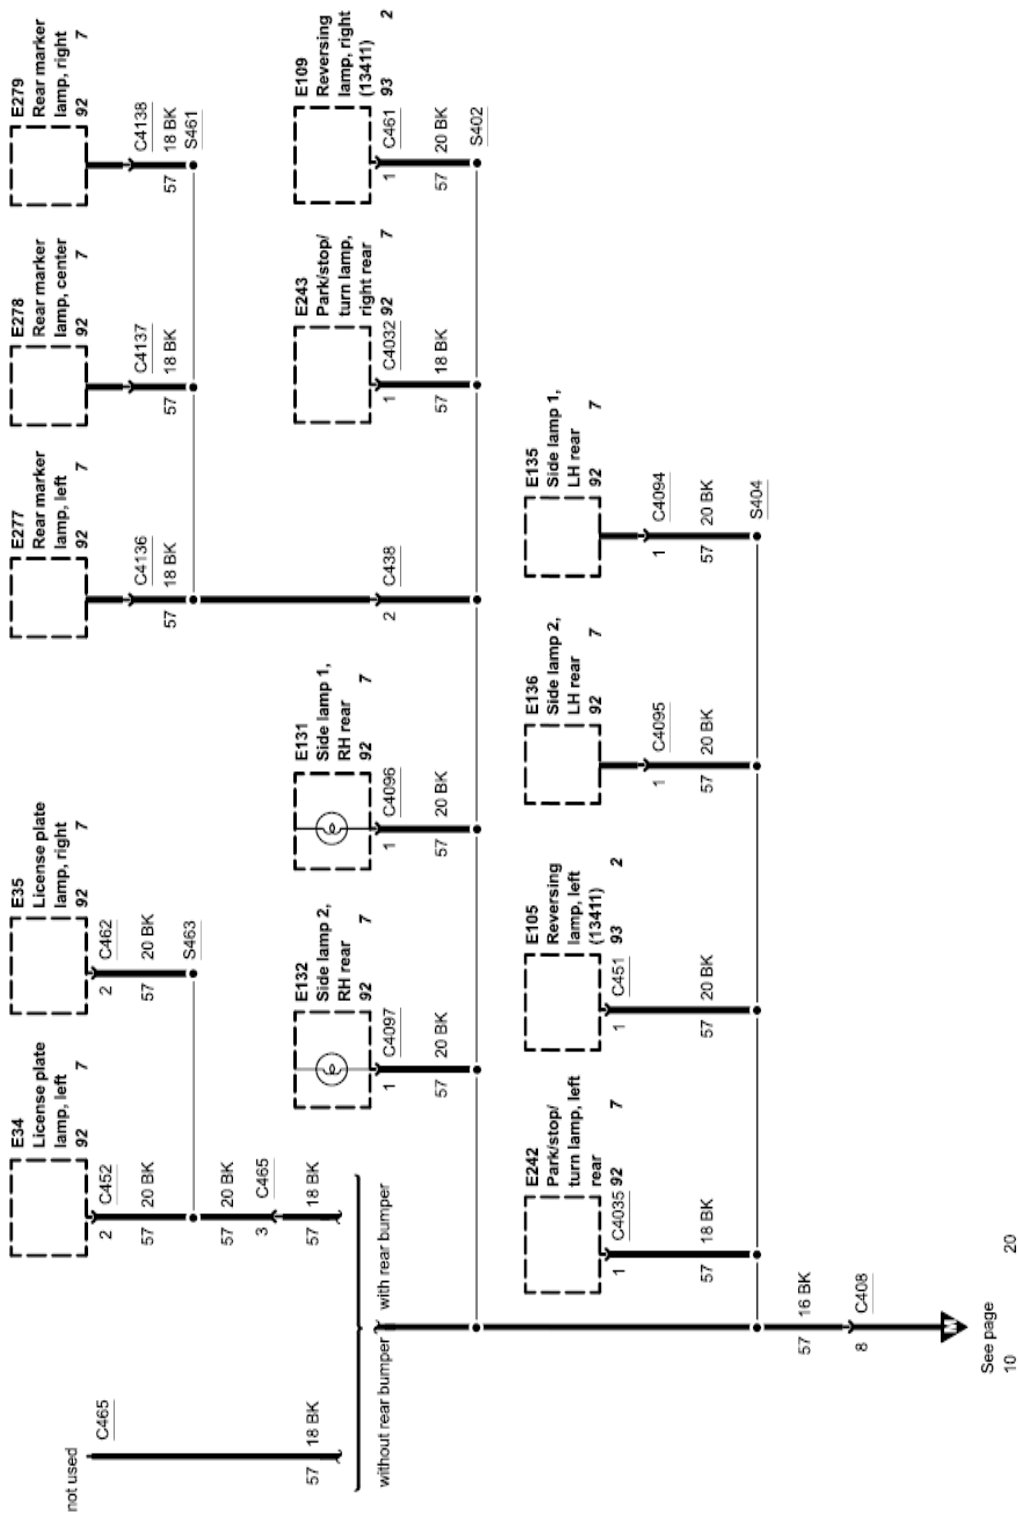 not used
C465
57
18 BK
without rear bumper
with rear bumper
E34
License plate
lamp, left
92
7
2
C452
57
20 BK
57
20 BK
3
C465
57
18 BK
E35
License plate
lamp, right
92
7
2
C462
57
20 BK
S463
E277
Rear marker
lamp, left
92
7
C4136
57
18 BK
E278
Rear marker
lamp, center
92
7
C4137
57
18 BK
E279
Rear marker
lamp, right
92
7
C4138
57
18 BK
S461
E132
Side lamp 2,
RH rear
92
7
1
C4097
57
20 BK
E131
Side lamp 1,
RH rear
92
7
1
C4096
57
20 BK
2
C438
E243
Park/stop/
turn lamp,
right rear
92
7
1
C4032
57
18 BK
E109
Reversing
lamp, right
(13411)
93
2
1
C461
57
20 BK
S402
E242
Park/stop/
turn lamp, left
rear
92
7
1
C4035
57
18 BK
E105
Reversing
lamp, left
(13411)
93
2
1
C451
57
20 BK
E136
Side lamp 2,
LH rear
92
7
1
C4095
57
20 BK
E135
Side lamp 1,
LH rear
92
7
1
C4094
57
20 BK
S404
57
16 BK
8
C408
See page
10
20